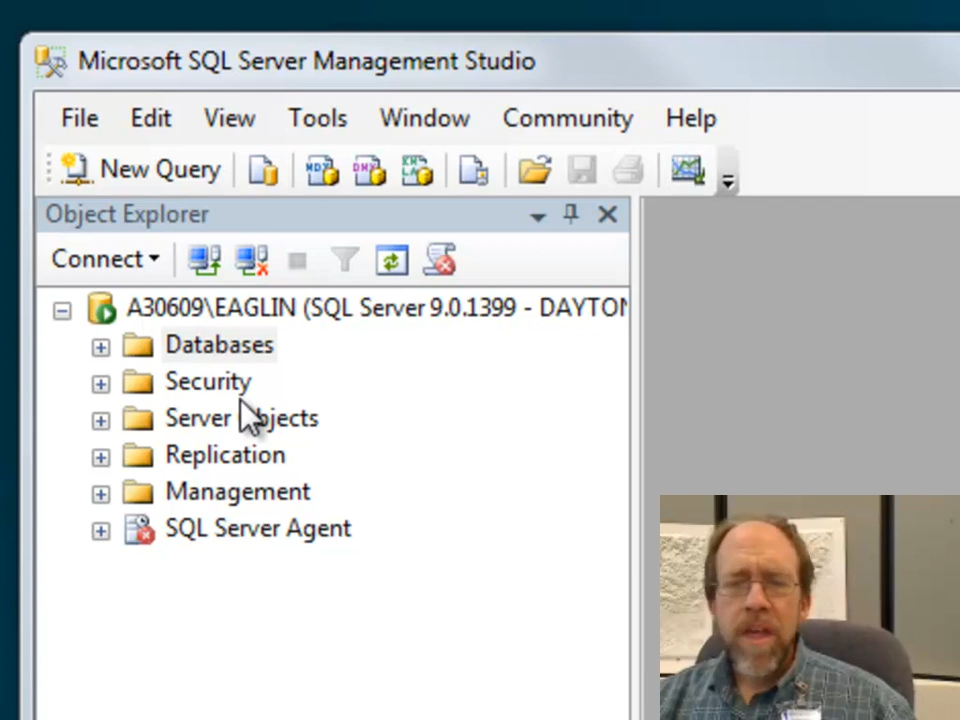 Microsoft SQL Server Management Studio
File Edit View Tools Window Community Help
New Query
Object Explorer
Connect
A30609\EAGLIN (SQL Server 9.0.1399 - DAYTON
Databases
Security
Server Objects
Replication
Management
SQL Server Agent